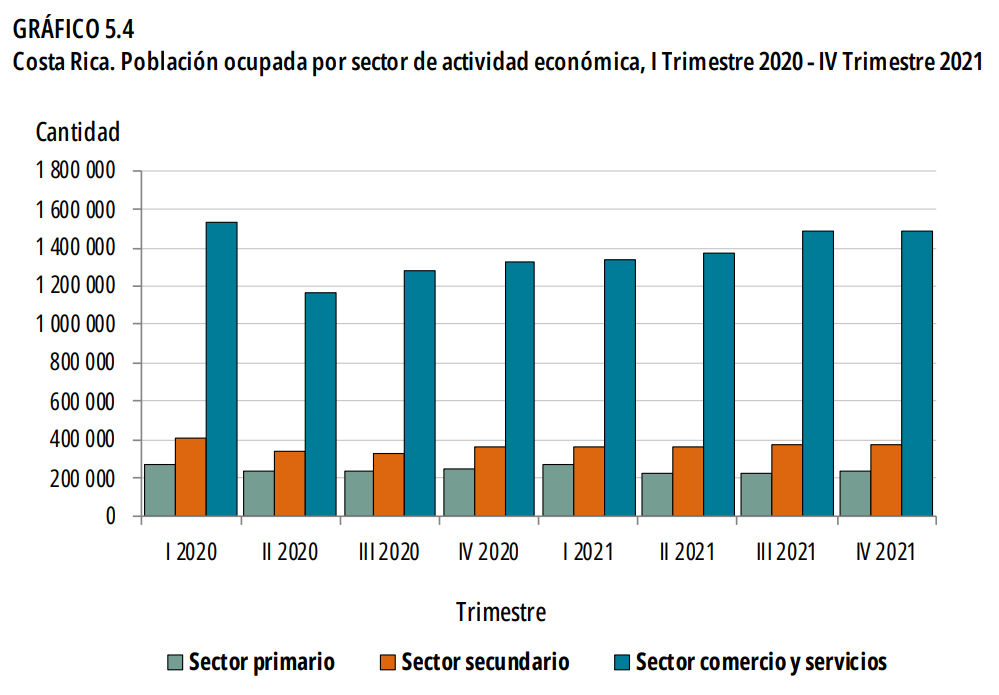 GRÁFICO 5.4
Costa Rica. Población ocupada por sector de actividad económica, I Trimestre 2020 - IV Trimestre 2021
Cantidad
1 800 000
1 600 000
1 400 000
1 200 000
1 000 000
800 000
600 000
400 000
200 000
0
I 2020 II 2020 III 2020 IV 2020 I 2021 II 2021 III 2021 IV 2021
Trimestre
Sector primario Sector secundario Sector comercio y servicios